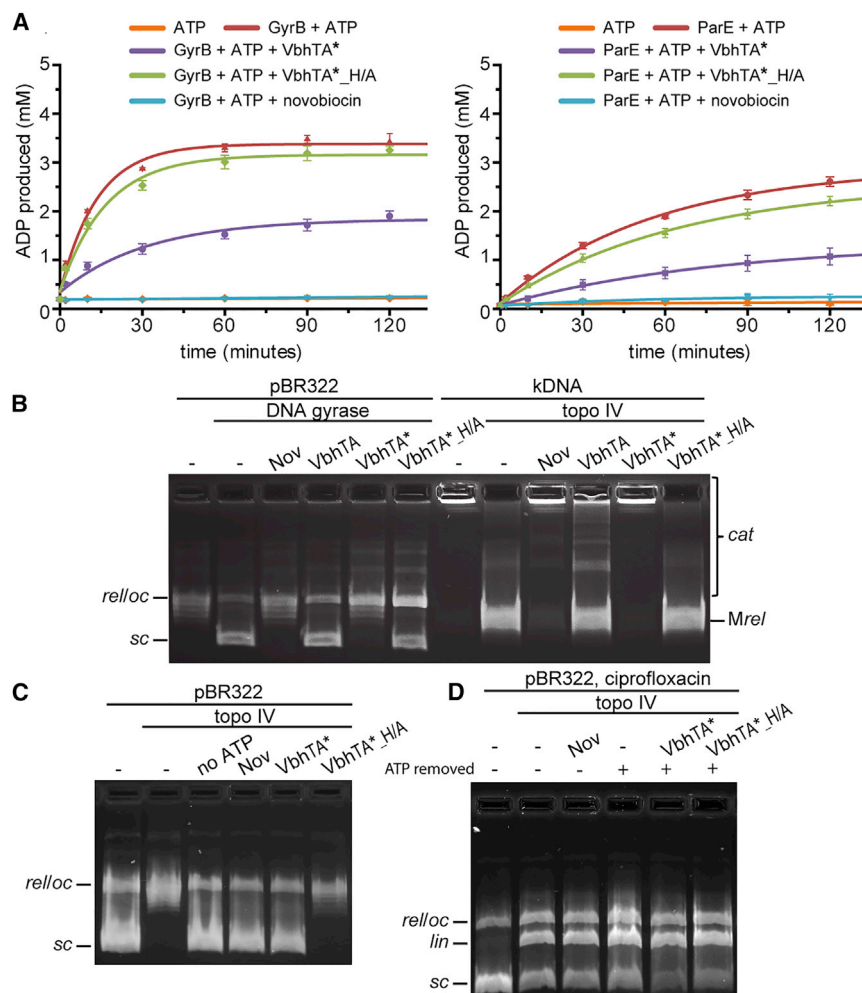 A
ATP GyrB + ATP
GyrB + ATP + VbhTA*
GyrB + ATP + VbhTA*_H/A
GyrB + ATP + novobiocin
ADP produced (mM)
5
4
3
2
1
0
0 30 60 90 120
time (minutes)
ATP ParE + ATP
ParE + ATP + VbhTA*
ParE + ATP + VbhTA*_H/A
ParE + ATP + novobiocin
ADP produced (mM)
5
4
3
2
1
0
0 30 60 90 120
time (minutes)
B
pBR322 kDNA
DNA gyrase topo IV
- - Nov VbhTA VbhTA* VbhTA*_H/A - - Nov VbhTA VbhTA* VbhTA*_H/A
cat
rel/oc
Mrel
sc
C
pBR322
topo IV
- - no ATP Nov VbhTA* VbhTA*_H/A
rel/oc
sc
D
pBR322, ciprofloxacin
topo IV
- - Nov - VbhTA* VbhTA*_H/A
ATP removed - - - + + +
rel/oc
lin
sc